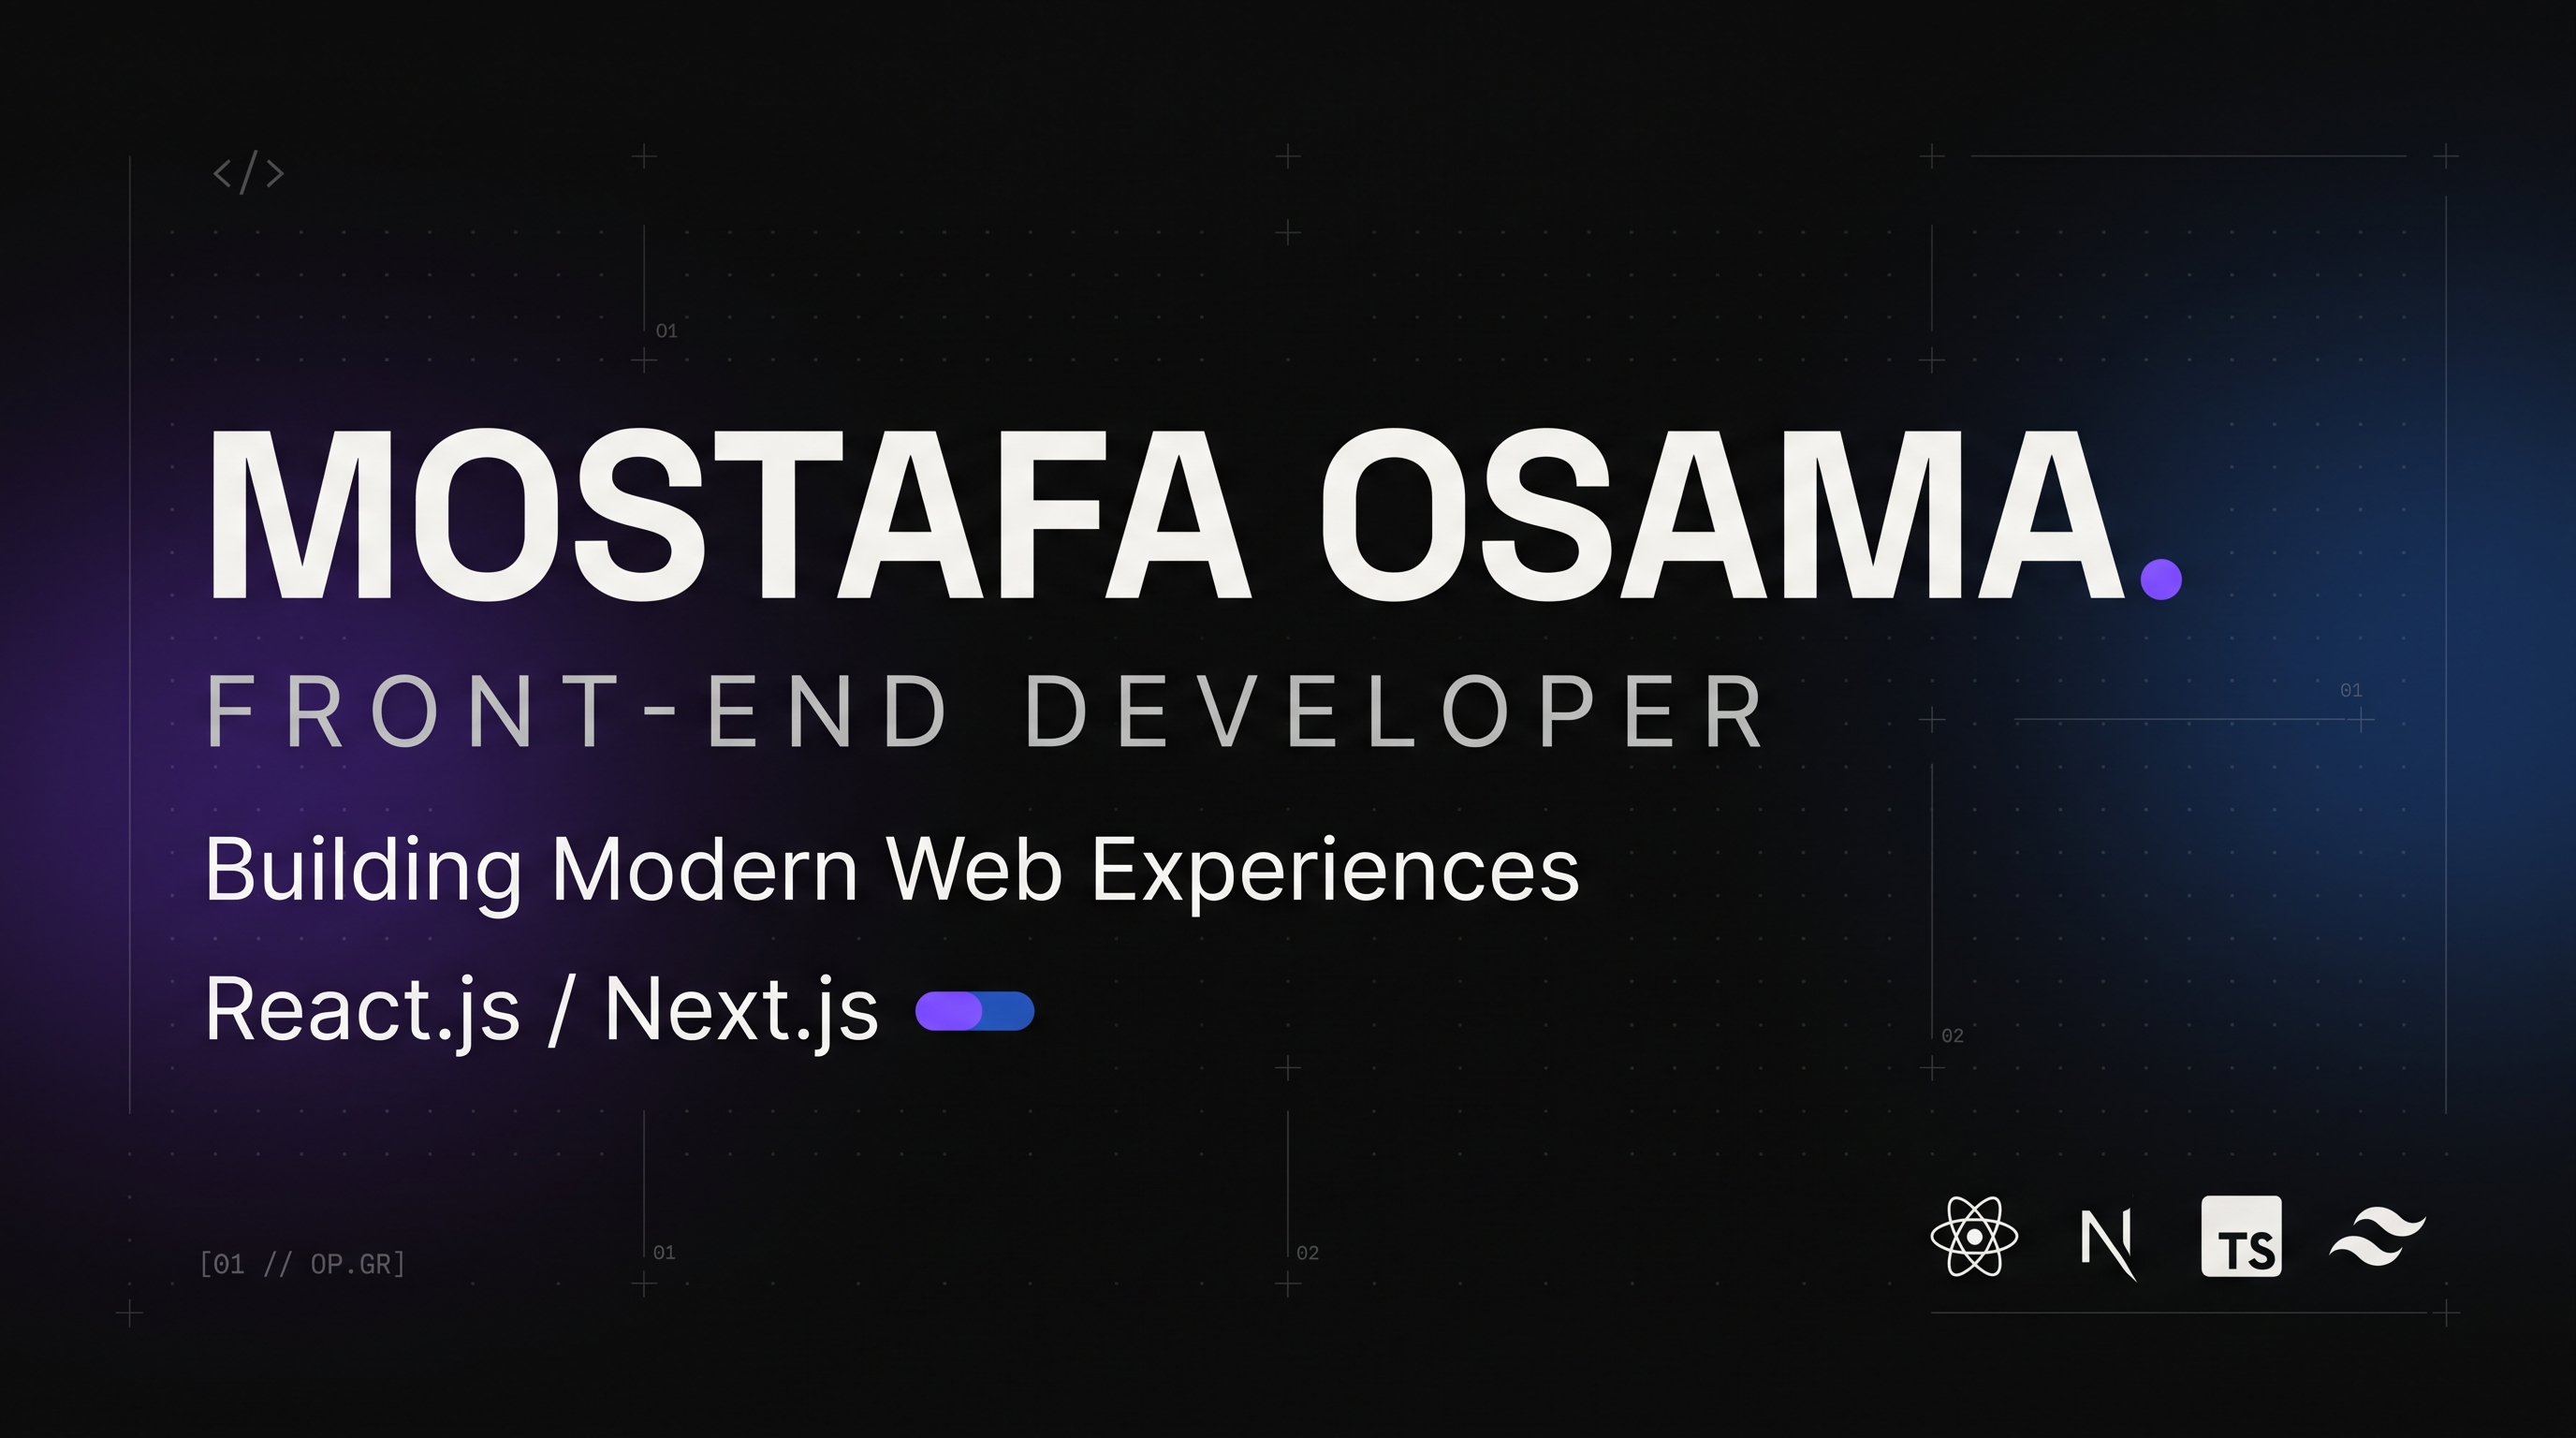 </>
01
MOSTAFA OSAMA.
FRONT-END DEVELOPER
01
Building Modern Web Experiences
React.js / Next.js
02
[01 // OP.GR]
01
02
TS